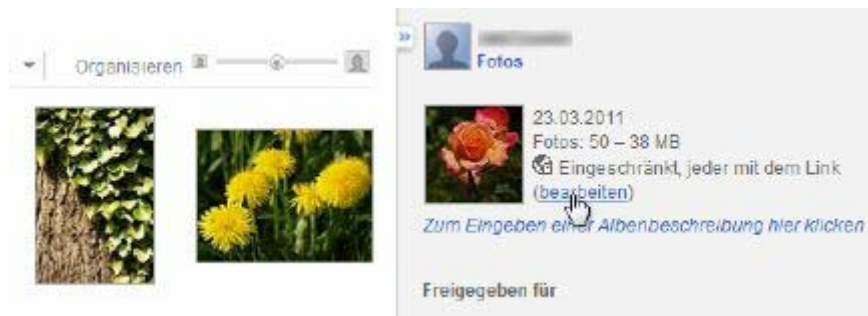 Organisieren
»
Fotos
23.03.2011
Fotos: 50 – 38 MB
Eingeschränkt, jeder mit dem Link
(bearbeiten)
Zum Eingeben einer Albenbeschreibung hier klicken
Freigegeben für